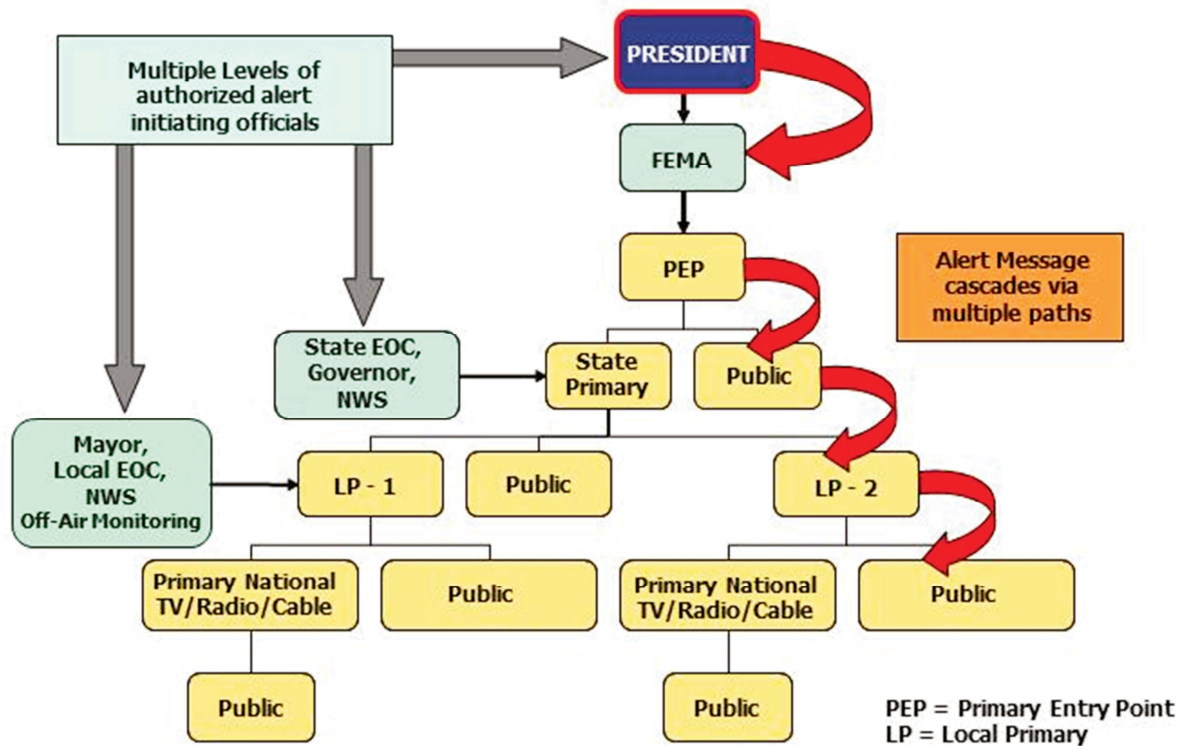 Multiple Levels of
authorized alert
initiating officials
PRESIDENT
FEMA
PEP
Alert Message
cascades via
multiple paths
State EOC,
Governor,
NWS
State
Primary
Public
Mayor,
Local EOC,
NWS
Off-Air Monitoring
LP - 1
Public
LP - 2
Primary National
TV/Radio/Cable
Public
Primary National
TV/Radio/Cable
Public
Public
Public
PEP = Primary Entry Point
LP = Local Primary